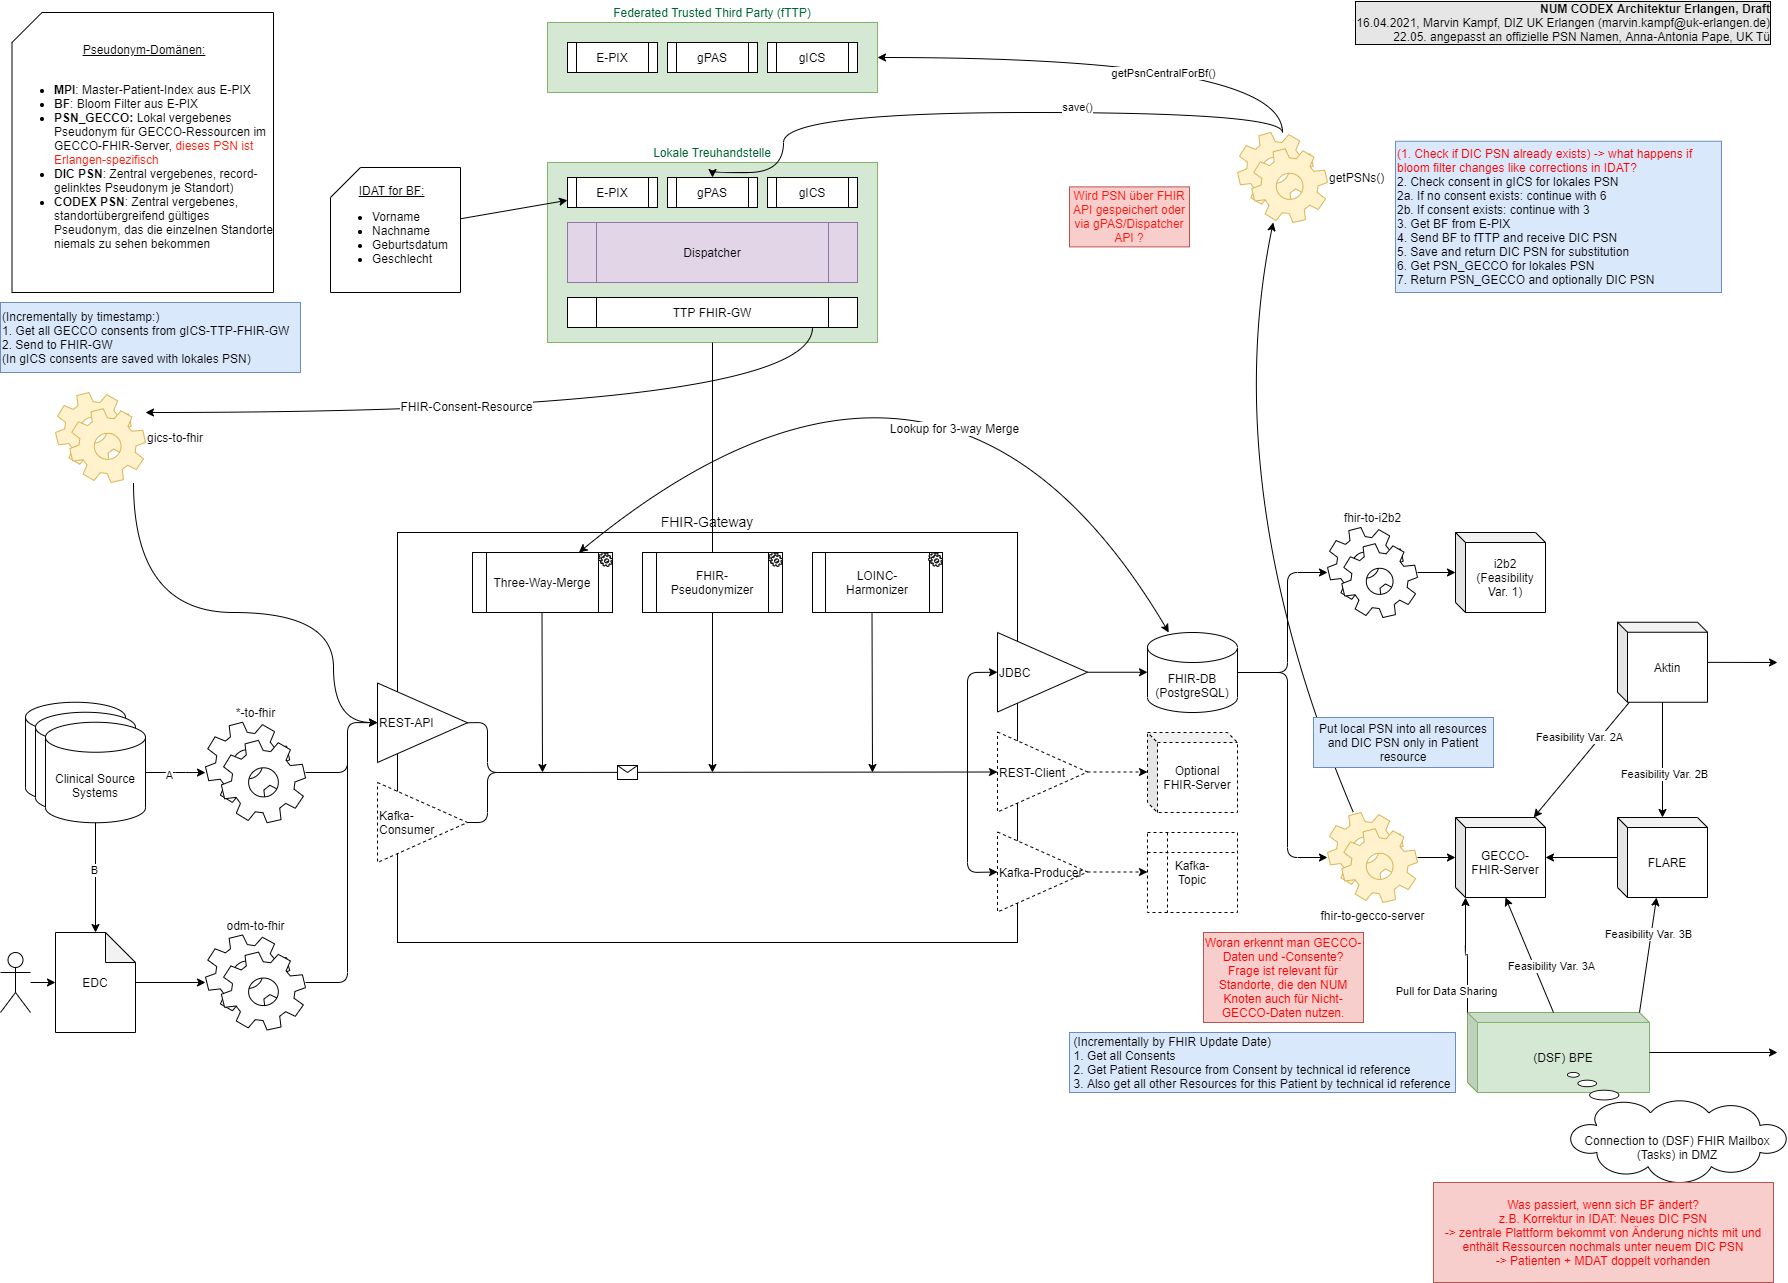 Federated Trusted Third Party (fTTP)
E-PIX
gPAS
gICS
NUM CODEX Architektur Erlangen, Draft
16.04.2021, Marvin Kampf, DIZ UK Erlangen (marvin.kampf@uk-erlangen.de)
22.05. angepasst an offizielle PSN Namen, Anna-Antonia Pape, UK Tü
Pseudonym-Domänen:
• MPI: Master-Patient-Index aus E-PIX
• BF: Bloom Filter aus E-PIX
• PSN_GECCO: Lokal vergebenes
Pseudonym für GECCO-Ressourcen im
GECCO-FHIR-Server, dieses PSN ist
Erlangen-spezifisch
• DIC PSN: Zentral vergebenes, record-
gelinktes Pseudonym je Standort)
• CODEX PSN: Zentral vergebenes,
standortübergreifend gültiges
Pseudonym, das die einzelnen Standorte
niemals zu sehen bekommen
getPsnCentralForBf()
save()
Lokale Treuhandstelle
E-PIX
gPAS
gICS
Dispatcher
TTP FHIR-GW
IDAT for BF:
• Vorname
• Nachname
• Geburtsdatum
• Geschlecht
Wird PSN über FHIR
API gespeichert oder
via gPAS/Dispatcher
API ?
getPSNs()
(1. Check if DIC PSN already exists) -> what happens if
bloom filter changes like corrections in IDAT?
2. Check consent in gICS for lokales PSN
2a. If no consent exists: continue with 6
2b. If consent exists: continue with 3
3. Get BF from E-PIX
4. Send BF to fTTP and receive DIC PSN
5. Save and return DIC PSN for substitution
6. Get PSN_GECCO for lokales PSN
7. Return PSN_GECCO and optionally DIC PSN
(Incrementally by timestamp:)
1. Get all GECCO consents from gICS-TTP-FHIR-GW
2. Send to FHIR-GW
(In gICS consents are saved with lokales PSN)
FHIR-Consent-Resource
gics-to-fhir
Lookup for 3-way Merge
FHIR-Gateway
Three-Way-Merge
FHIR-
Pseudonymizer
LOINC-
Harmonizer
fhir-to-i2b2
i2b2
(Feasibility
Var. 1)
Aktin
JDBC
FHIR-DB
(PostgreSQL)
*-to-fhir
REST-API
Clinical Source
Systems
A
Kafka-
Consumer
REST-Client
Optional
FHIR-Server
Put local PSN into all resources
and DIC PSN only in Patient
resource
Feasibility Var. 2A
Feasibility Var. 2B
B
Kafka-Producer
Kafka-
Topic
GECCO-
FHIR-Server
FLARE
fhir-to-gecco-server
odm-to-fhir
EDC
Woran erkennt man GECCO-
Daten und -Consente?
Frage ist relevant für
Standorte, die den NUM
Knoten auch für Nicht-
GECCO-Daten nutzen.
Feasibility Var. 3B
Feasibility Var. 3A
Pull for Data Sharing
(Incrementally by FHIR Update Date)
1. Get all Consents
2. Get Patient Resource from Consent by technical id reference
3. Also get all other Resources for this Patient by technical id reference
(DSF) BPE
Connection to (DSF) FHIR Mailbox
(Tasks) in DMZ
Was passiert, wenn sich BF ändert?
z.B. Korrektur in IDAT: Neues DIC PSN
-> zentrale Plattform bekommt von Änderung nichts mit und
enthält Ressourcen nochmals unter neuem DIC PSN
-> Patienten + MDAT doppelt vorhanden